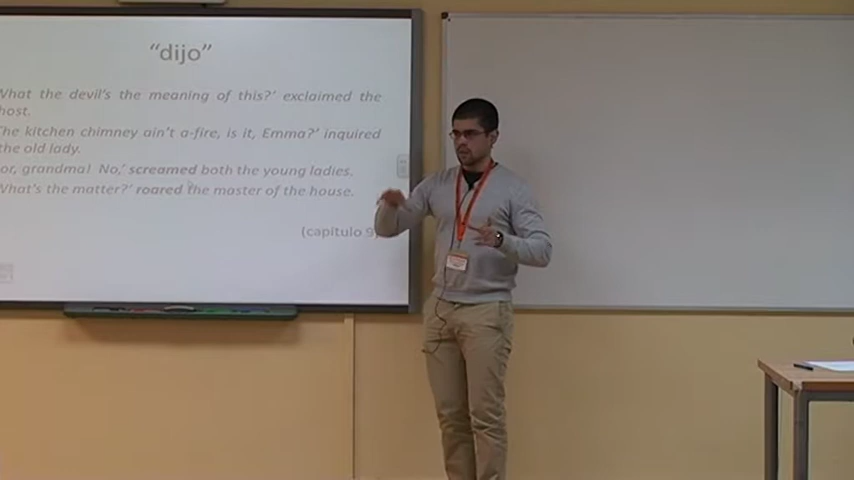 “dijo”
What the devil’s the meaning of this?’ exclaimed the
host.
The kitchen chimney ain’t a-fire, is it, Emma?’ inquired
the old lady.
or, grandma! No,’ screamed both the young ladies.
What’s the matter?’ roared the master of the house.
(capítulo 9)